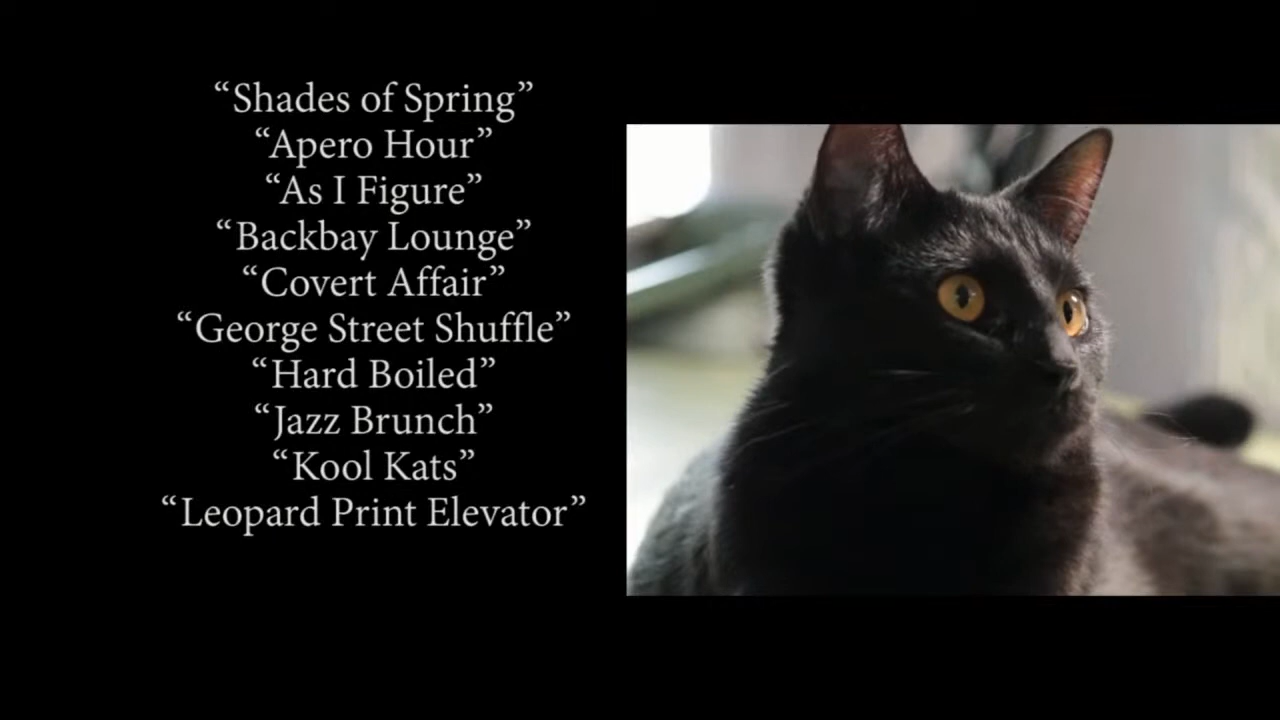 “Shades of Spring”
“Apero Hour”
“As I Figure”
“Backbay Lounge”
“Covert Affair”
“George Street Shuffle”
“Hard Boiled”
“Jazz Brunch”
“Kool Kats”
“Leopard Print Elevator”